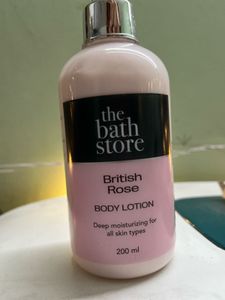 the
bath
store
British
Rose
BODY LOTION
Deep moisturizing for
all skin types
200 ml